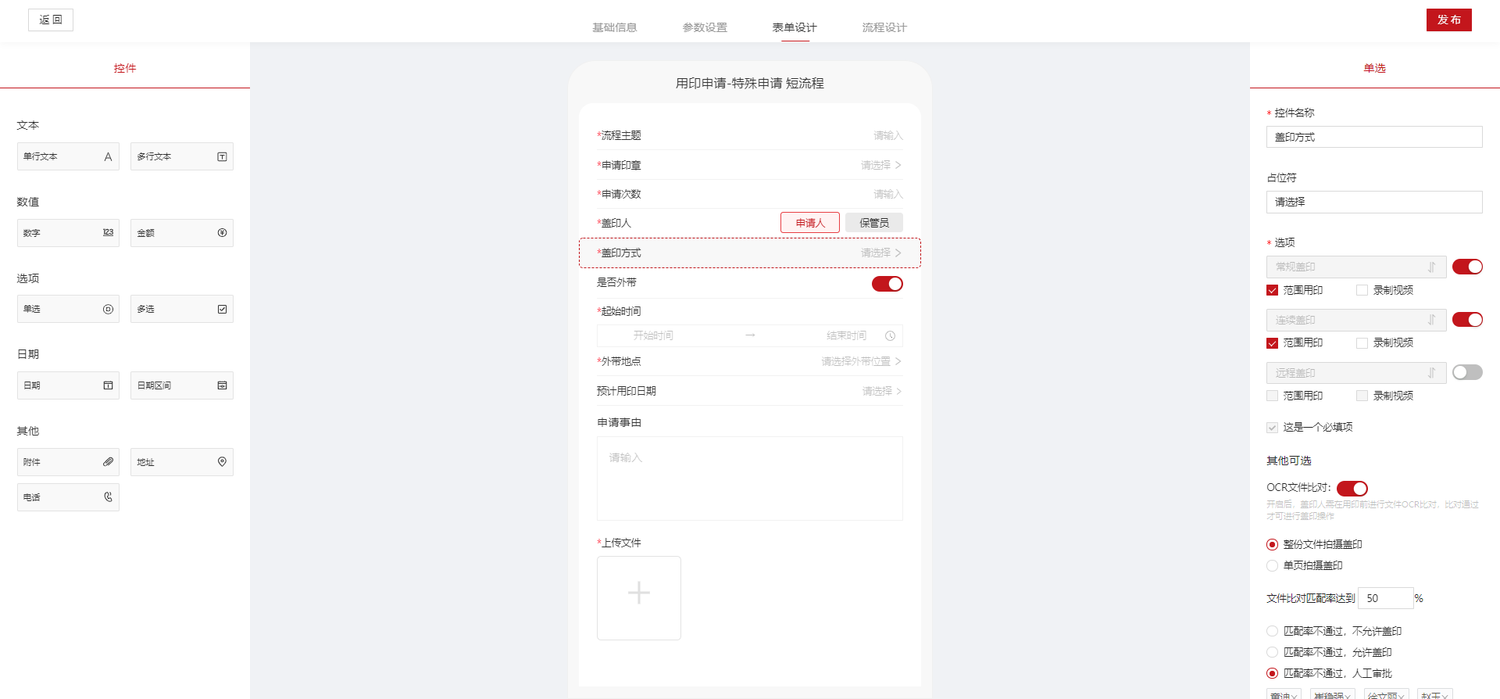 返 回
基础信息
参数设置
表单设计
流程设计
发 布
控件
文本
单行文本
多行文本
数值
数字
123
金额
选项
单选
多选
日期
日期
日期区间
其他
附件
地址
电话
用印申请-特殊申请 短流程
*流程主题
请输入
*申请印章
请选择
*申请次数
请输入
*盖印人
申请人
保管员
*盖印方式
请选择
是否外带
*起始时间
开始时间
→
结束时间
*外带地点
请选择外带位置
预计用印日期
请选择
申请事由
请输入
*上传文件
单选
* 控件名称
盖印方式
占位符
请选择
* 选项
常规盖印
范围用印
录制视频
连续盖印
范围用印
录制视频
远程盖印
范围用印
录制视频
这是一个必填项
其他可选
OCR文件比对:
开启后，盖印人需在用印前进行文件OCR比对，比对通过
才可进行盖印操作
整份文件拍摄盖印
单页拍摄盖印
文件比对匹配率达到 50 %
匹配率不通过，不允许盖印
匹配率不通过，允许盖印
匹配率不通过，人工审批